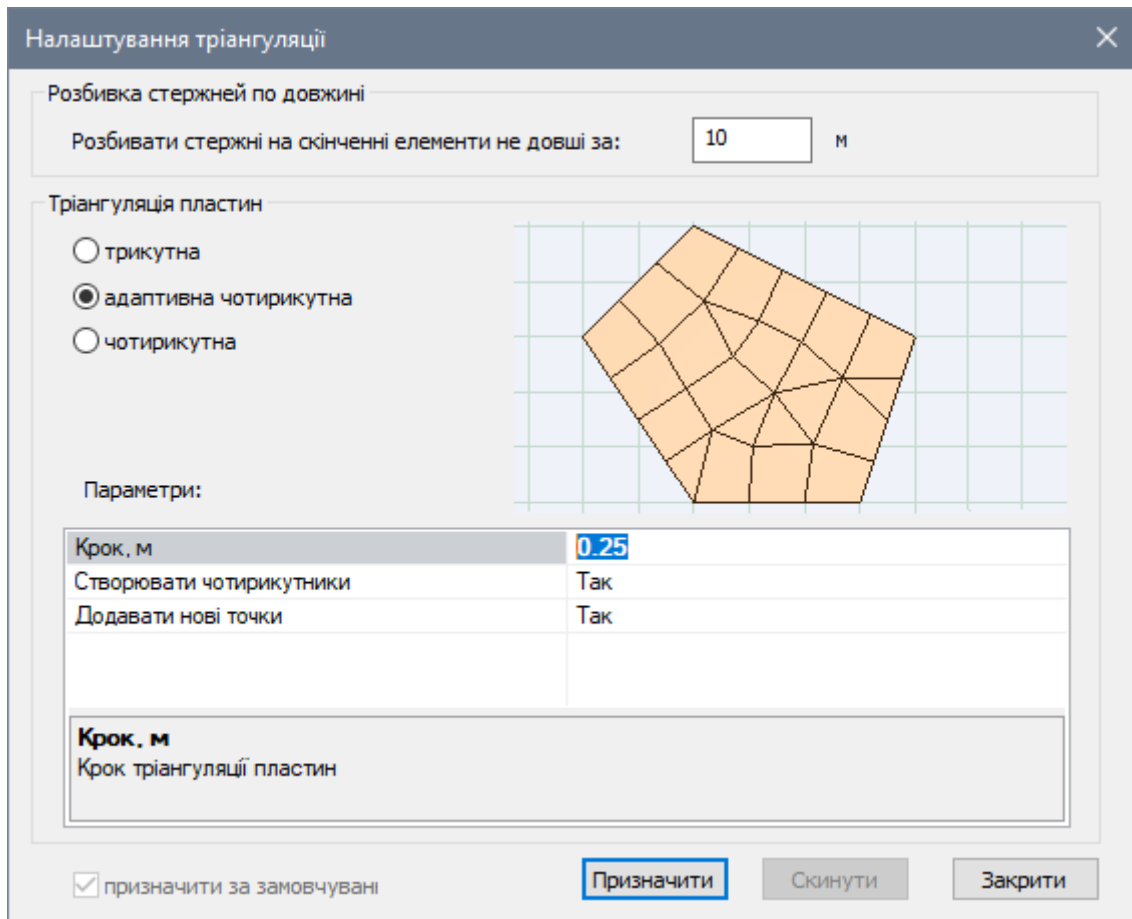 Налаштування тріангуляції
Розбивка стержней по довжині
Розбивати стержні на скінченні елементи не довші за: 10 м
Тріангуляція пластин
трикутна
адаптивна чотирикутна
чотирикутна
Параметри:
Крок, м 0.25
Створювати чотирикутники Так
Додавати нові точки Так
Крок, м
Крок тріангуляції пластин
призначити за замовчувані
Призначити Скинути Закрити